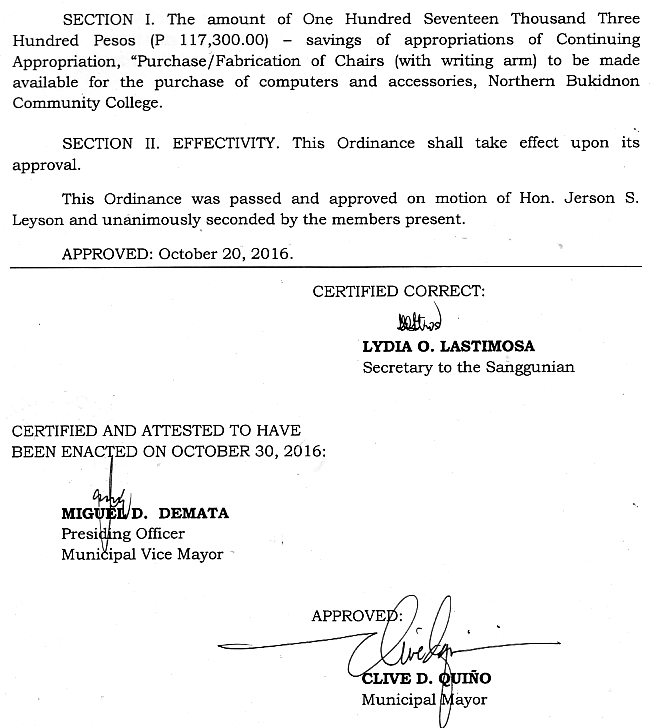 SECTION I. The amount of One Hundred Seventeen Thousand Three
Hundred Pesos (P 117,300.00) – savings of appropriations of Continuing
Appropriation, “Purchase/Fabrication of Chairs (with writing arm) to be made
available for the purchase of computers and accessories, Northern Bukidnon
Community College.
SECTION II. EFFECTIVITY. This Ordinance shall take effect upon its
approval.
This Ordinance was passed and approved on motion of Hon. Jerson S.
Leyson and unanimously seconded by the members present.
APPROVED: October 20, 2016.
CERTIFIED CORRECT:
LYDIA O. LASTIMOSA
Secretary to the Sanggunian
CERTIFIED AND ATTESTED TO HAVE
BEEN ENACTED ON OCTOBER 30, 2016:
MIGUEL D. DEMATA
Presiding Officer
Municipal Vice Mayor
APPROVED:
CLIVE D. QUIÑO
Municipal Mayor